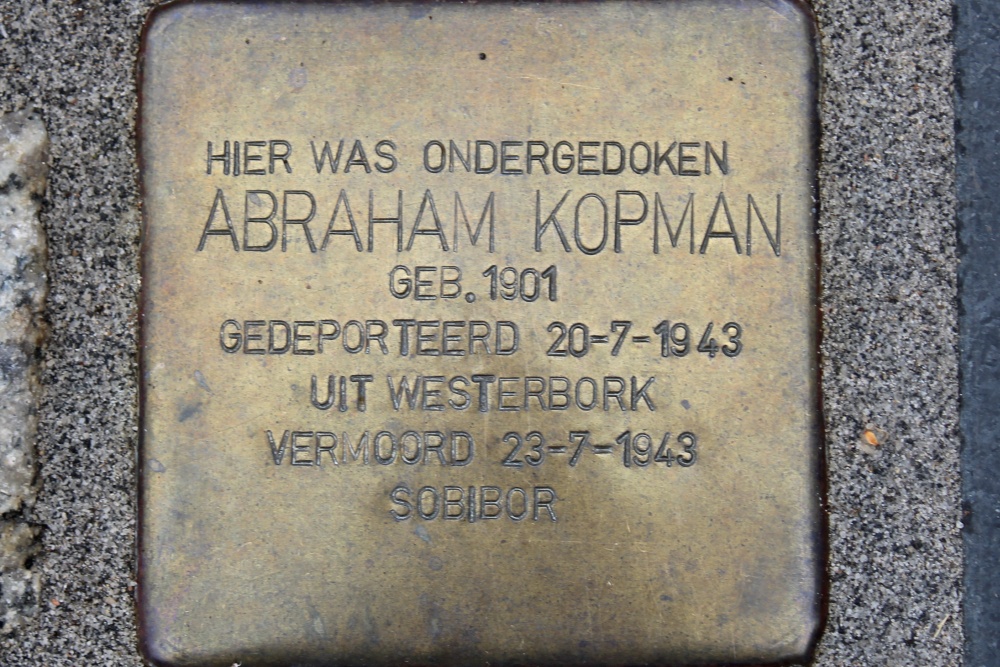 HIER WAS ONDERGEDOKEN
ABRAHAM KOPMAN
GEB. 1901
GEDEPORTEERD 20-7-1943
UIT WESTERBORK
VERMOORD 23-7-1943
SOBIBOR